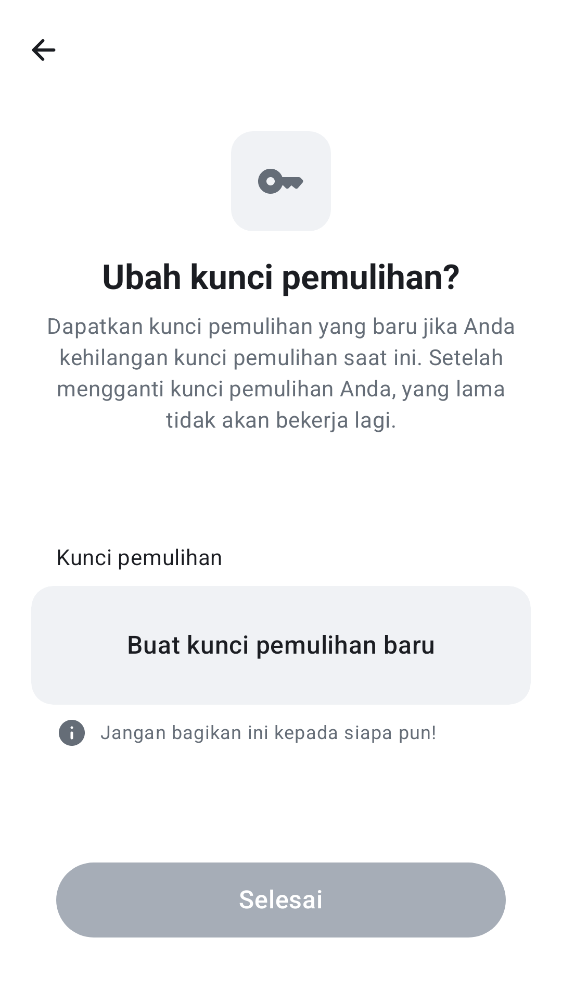 Ubah kunci pemulihan?
Dapatkan kunci pemulihan yang baru jika Anda
kehilangan kunci pemulihan saat ini. Setelah
mengganti kunci pemulihan Anda, yang lama
tidak akan bekerja lagi.
Kunci pemulihan
Buat kunci pemulihan baru
Jangan bagikan ini kepada siapa pun!
Selesai